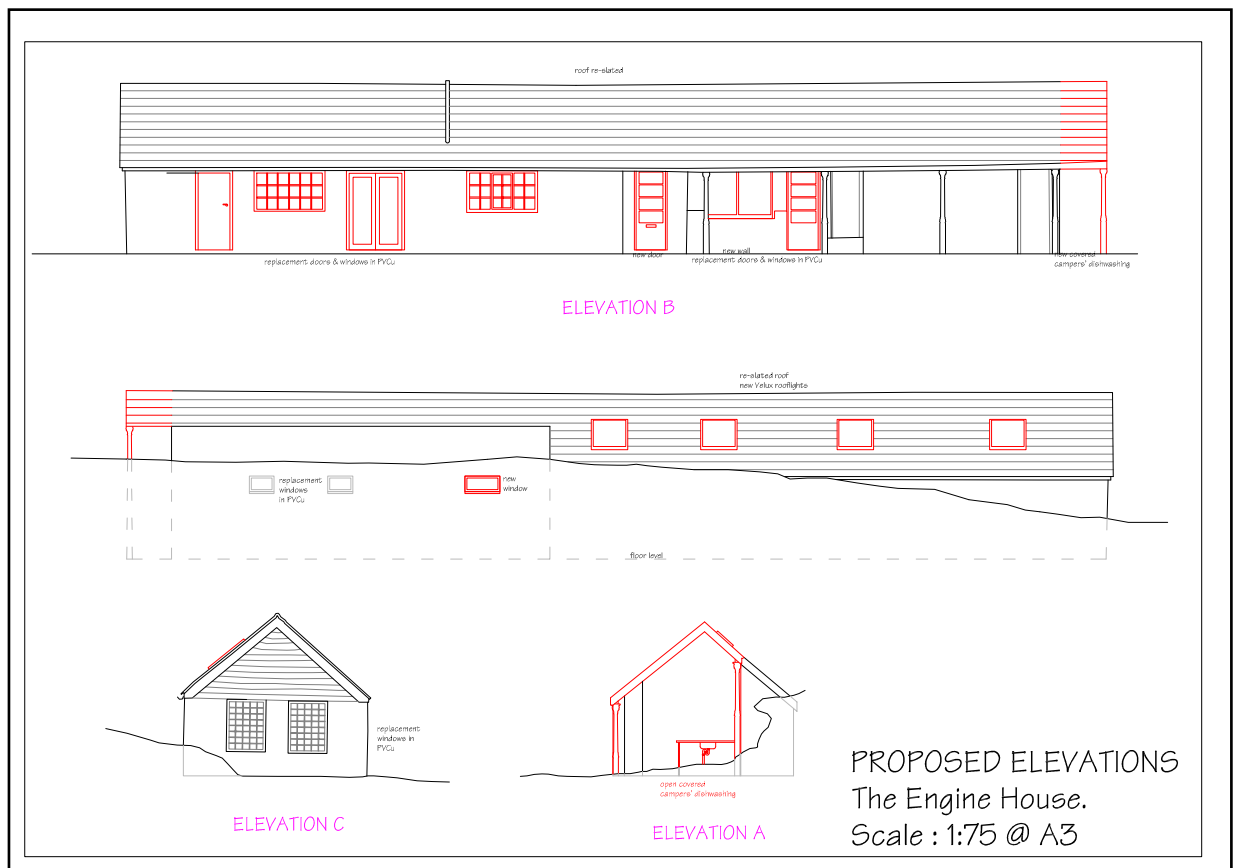 roof re-slated
replacement doors & windows in PVCu
new door
new wall
replacement doors & windows in PVCu
new covered
campers' dishwashing
ELEVATION B
re-slated roof
new Velux rooflights
replacement
windows
in PVCu
new
window
floor level
replacement
windows in
PVCu
ELEVATION C
open covered
campers' dishwashing
ELEVATION A
PROPOSED ELEVATIONS
The Engine House.
Scale : 1:75 @ A3